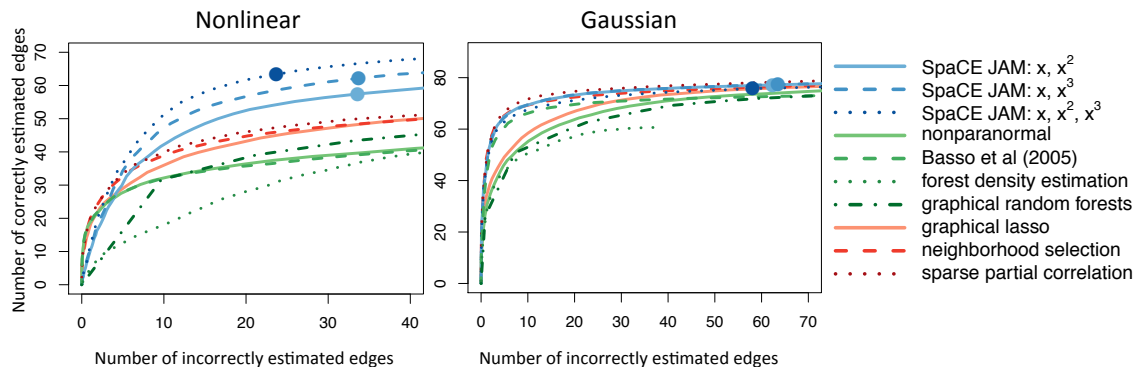 Nonlinear
Gaussian
Number of correctly estimated edges
70
60
50
40
30
20
10
0
0 10 20 30 40
Number of incorrectly estimated edges
80
60
40
20
0
0 10 20 30 40 50 60 70
Number of incorrectly estimated edges
SpaCE JAM: x, x²
SpaCE JAM: x, x³
SpaCE JAM: x, x², x³
nonparanormal
Basso et al (2005)
forest density estimation
graphical random forests
graphical lasso
neighborhood selection
sparse partial correlation